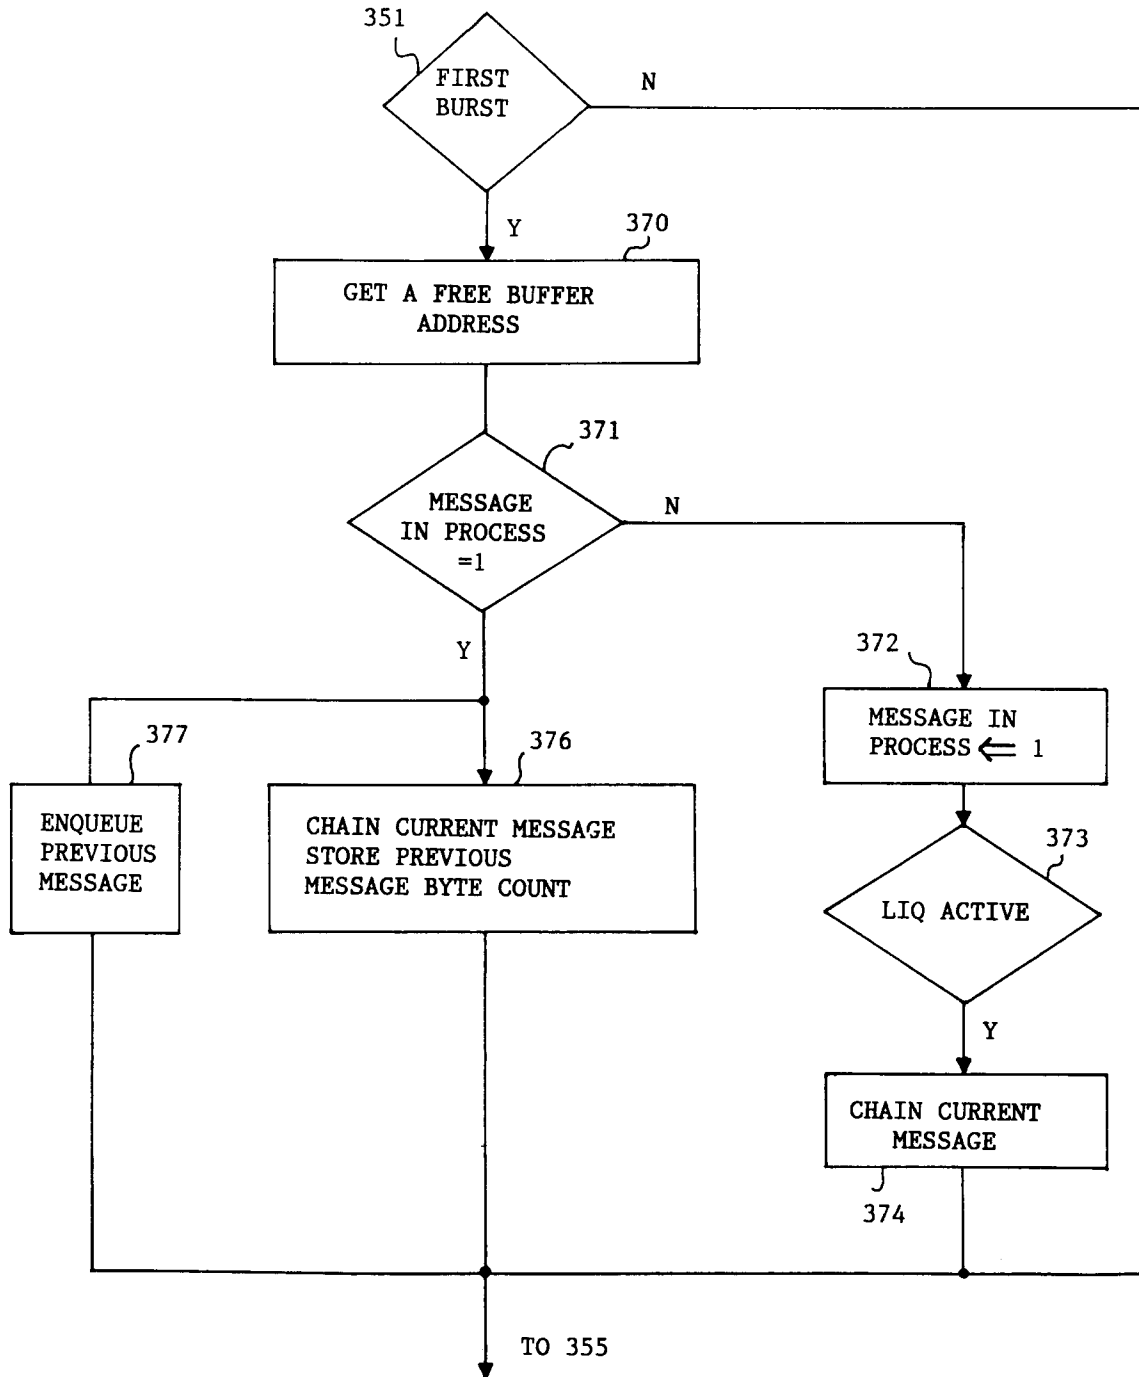 351
FIRST
BURST
N
Y
370
GET A FREE BUFFER
ADDRESS
371
MESSAGE
IN PROCESS
=1
N
Y
372
MESSAGE IN
PROCESS ⇐ 1
377
ENQUEUE
PREVIOUS
MESSAGE
376
CHAIN CURRENT MESSAGE
STORE PREVIOUS
MESSAGE BYTE COUNT
373
LIQ ACTIVE
Y
CHAIN CURRENT
MESSAGE
374
TO 355